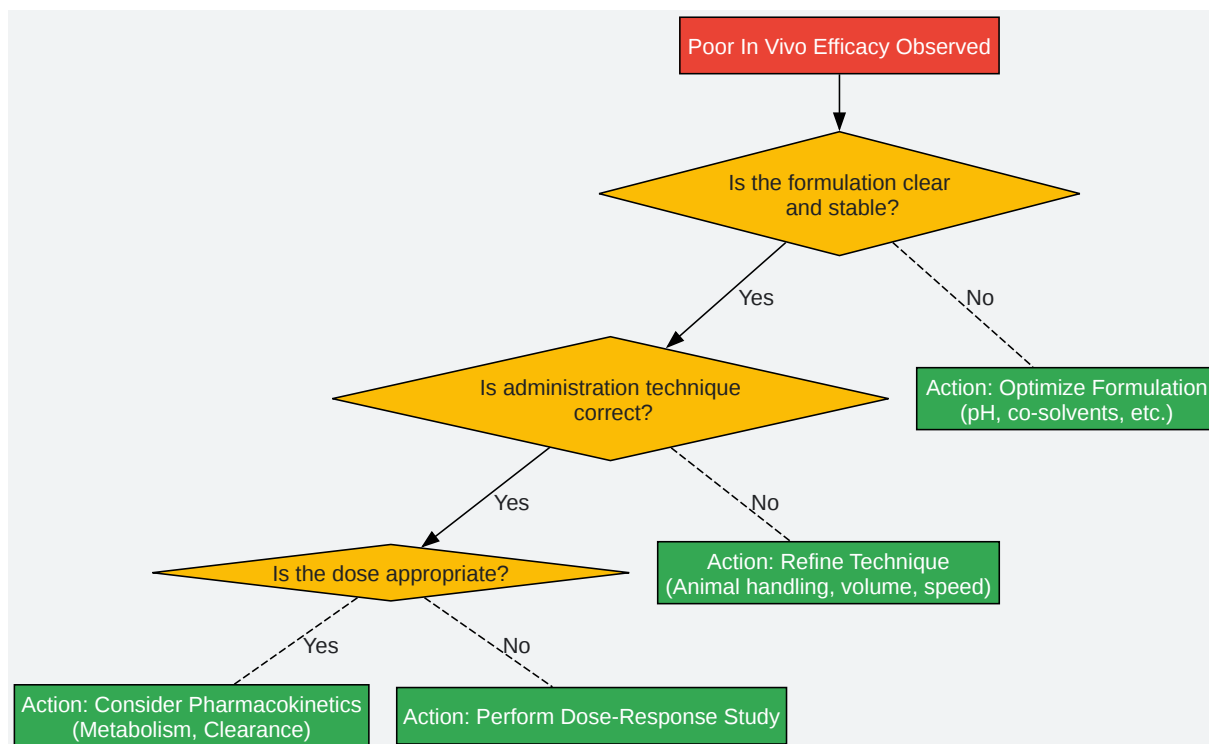 Poor In Vivo Efficacy Observed
Is the formulation clear
and stable?
Yes
No
Is administration technique
correct?
Action: Optimize Formulation
(pH, co-solvents, etc.)
Yes
No
Is the dose appropriate?
Action: Refine Technique
(Animal handling, volume, speed)
Yes
No
Action: Consider Pharmacokinetics
(Metabolism, Clearance)
Action: Perform Dose-Response Study